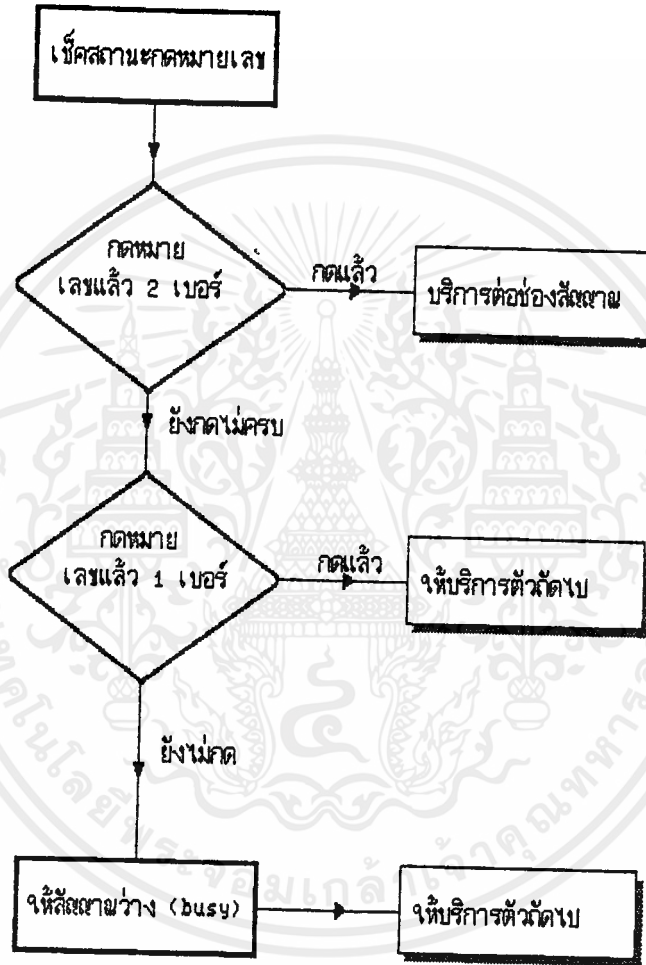 เช็คสถานะกดหมายเลข
กดหมาย
เลขแล้ว 2 เบอร์
กดแล้ว
บริการต่อช่องสัญญาณ
ยังกดไม่ครบ
กดหมาย
เลขแล้ว 1 เบอร์
กดแล้ว
ให้บริการตัวถัดไป
ยังไม่กด
ให้สัญญาณว่าง (busy)
ให้บริการตัวถัดไป